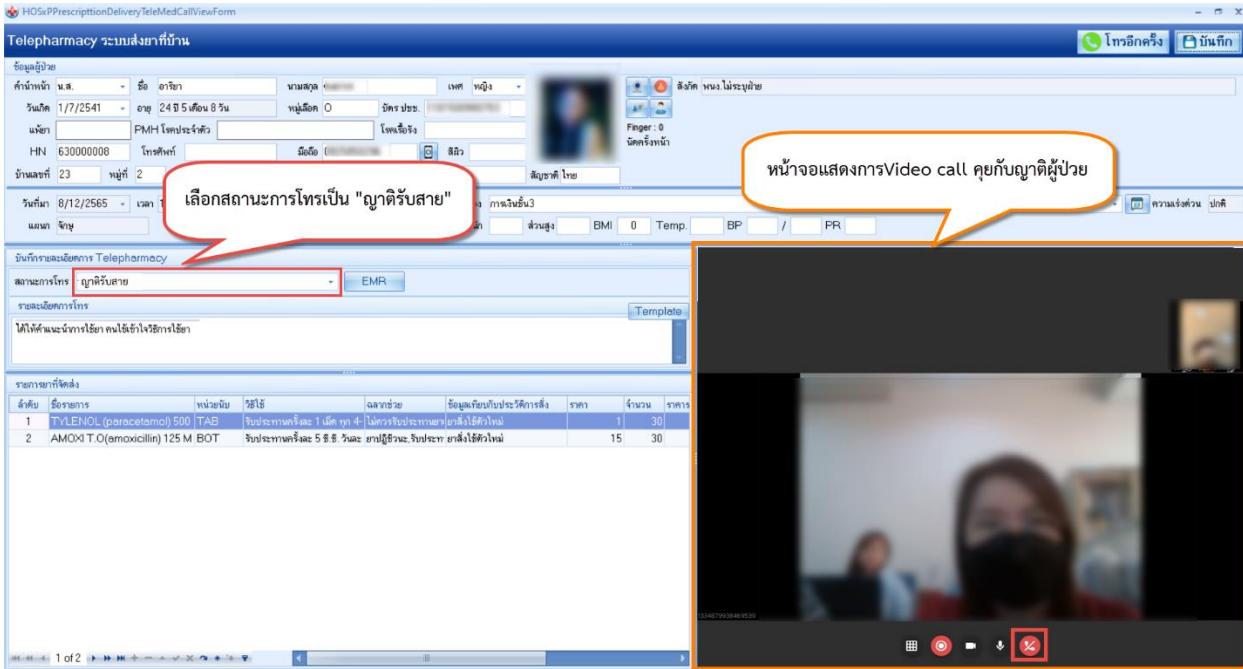 HOSxPPrescripttionDeliveryTeleMedCallViewForm
Telepharmacy ระบบส่งยาที่บ้าน
โทรอีกครั้ง
บันทึก
ข้อมูลผู้ป่วย
คำนำหน้า น.ส. ชื่อ อาริยา นามสกุล เพศ หญิง สังกัด พนง.ไม่ระบุฝ่าย
วันเกิด 1/7/2541 อายุ 24 ปี 5 เดือน 8 วัน หมู่เลือด O บัตร ปชช.
แพ้ยา PMH โรคประจำตัว โรคเรื้อรัง Finger : 0
HN 630000008 โทรศัพท์ มือถือ สีผิว นัดครั้งหน้า
บ้านเลขที่ 23 หมู่ที่ 2 สัญชาติ ไทย
เลือกสถานะการโทรเป็น "ญาติรับสาย"
หน้าจอแสดงการVideo call คุยกับญาติผู้ป่วย
วันที่มา 8/12/2565 เวลา การเงินชั้น3 ความเร่งด่วน ปกติ
แผนก จักษุ ส่วนสูง BMI 0 Temp. BP / PR
บันทึกรายละเอียดการ Telepharmacy
สถานะการโทร ญาติรับสาย EMR
รายละเอียดการโทร Template
ได้ให้คำแนะนำการใช้ยา คนไข้เข้าใจวิธีการใช้ยา
รายการยาที่จัดส่ง
ลำดับ ชื่อรายการ หน่วยนับ วิธีใช้ ฉลากช่วย ข้อมูลเทียบกับประวัติการสั่ง ราคา จำนวน ราคาร
1 TYLENOL (paracetamol) 500 TAB รับประทานครั้งละ 1 เม็ด ทุก 4- ไม่ควรรับประทานยา ยาสั่งใช้ตัวใหม่ 1 30
2 AMOXI T.O(amoxicillin) 125 M BOT รับประทานครั้งละ 5 ซี.ซี. วันละ ยาปฏิชีวนะ,รับประท ยาสั่งใช้ตัวใหม่ 15 30
1 of 2